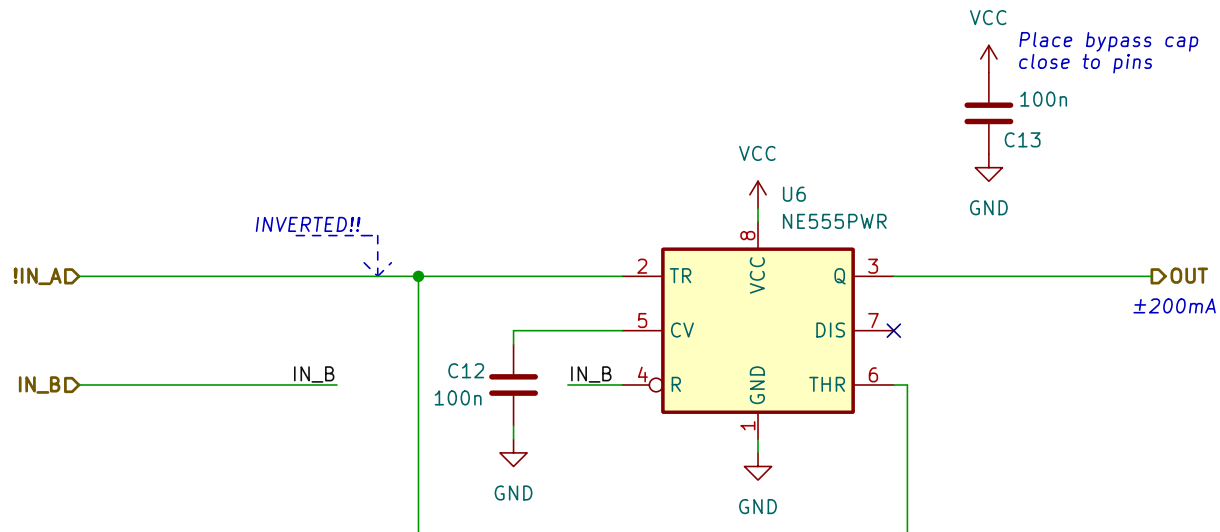 VCC
Place bypass cap
close to pins
100n
C13
GND
VCC
U6
NE555PWR
INVERTED!!
8
!IN_A
2
TR
VCC
Q
3
OUT
±200mA
5
CV
DIS
7
IN_B
IN_B
C12
100n
IN_B
4
R
GND
THR
6
1
GND
GND